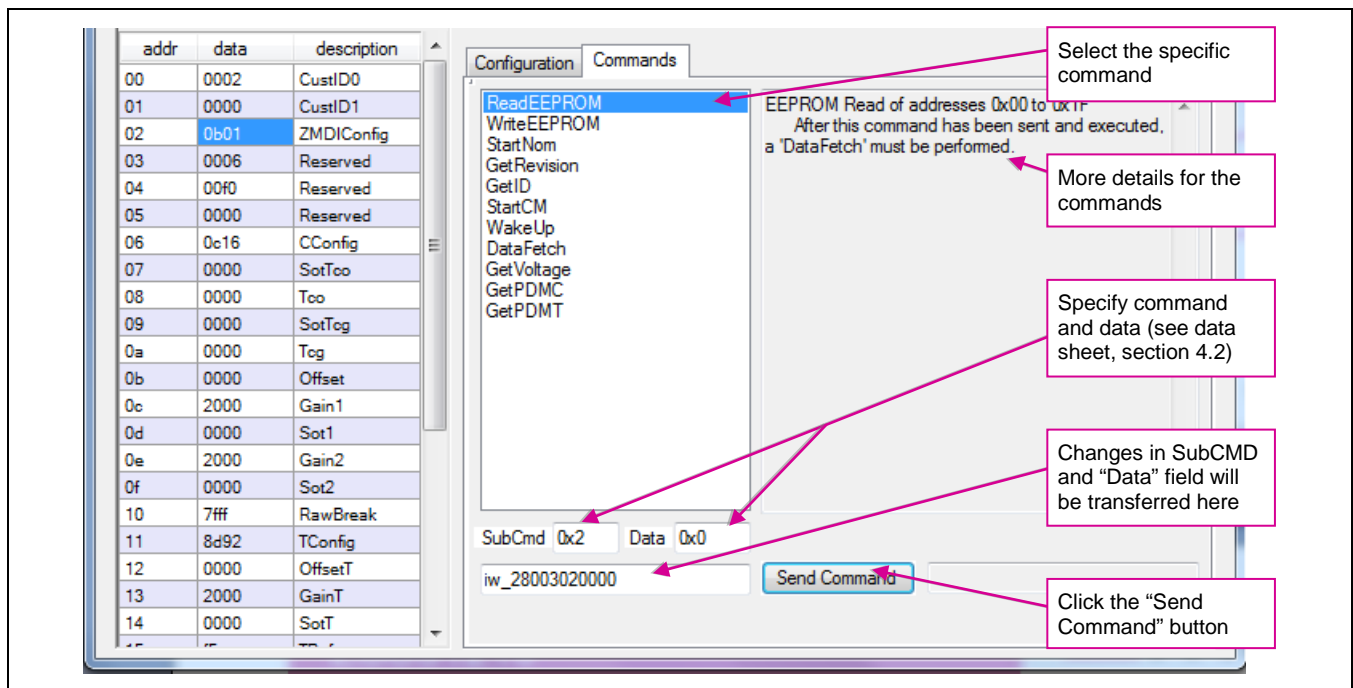 addr data description
00 0002 CustID0
01 0000 CustID1
02 0b01 ZMDIConfig
03 0006 Reserved
04 00f0 Reserved
05 0000 Reserved
06 0c16 CConfig
07 0000 SotTco
08 0000 Tco
09 0000 SotTcg
0a 0000 Tcg
0b 0000 Offset
0c 2000 Gain1
0d 0000 Sot1
0e 2000 Gain2
0f 0000 Sot2
10 7fff RawBreak
11 8d92 TConfig
12 0000 OffsetT
13 2000 GainT
14 0000 SotT
Configuration Commands
ReadEEPROM
WriteEEPROM
StartNom
GetRevision
GetID
StartCM
WakeUp
DataFetch
GetVoltage
GetPDMC
GetPDMT
EEPROM Read of addresses 0x00 to 0x1F
After this command has been sent and executed,
a 'DataFetch' must be performed.
SubCmd 0x2 Data 0x0
iw_28003020000
Send Command
Select the specific
command
More details for the
commands
Specify command
and data (see data
sheet, section 4.2)
Changes in SubCMD
and “Data” field will
be transferred here
Click the “Send
Command” button